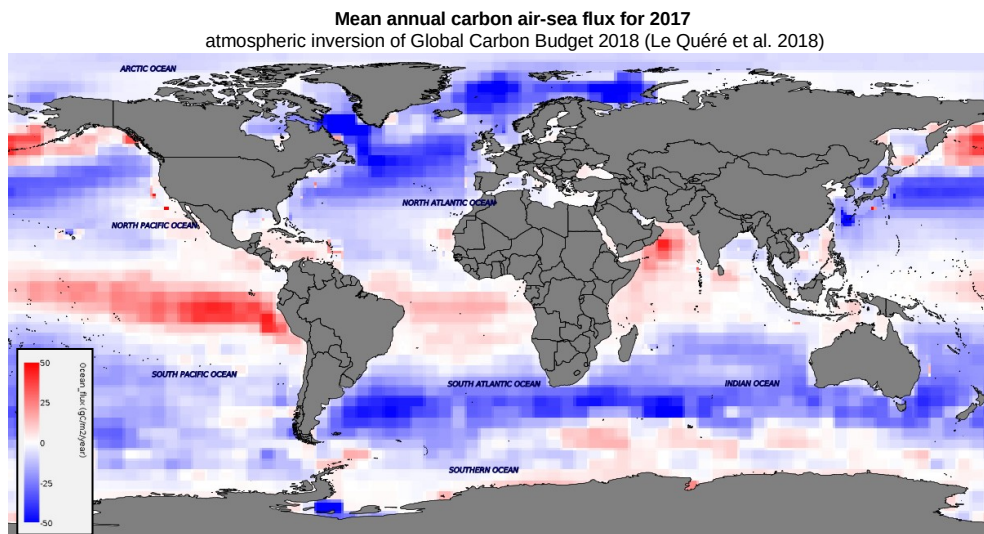 Mean annual carbon air-sea flux for 2017
atmospheric inversion of Global Carbon Budget 2018 (Le Quéré et al. 2018)
ARCTIC OCEAN
NORTH ATLANTIC OCEAN
NORTH PACIFIC OCEAN
SOUTH PACIFIC OCEAN
SOUTH ATLANTIC OCEAN
INDIAN OCEAN
SOUTHERN OCEAN
50
25
0
-25
-50
Ocean_flux (gC/m2/year)